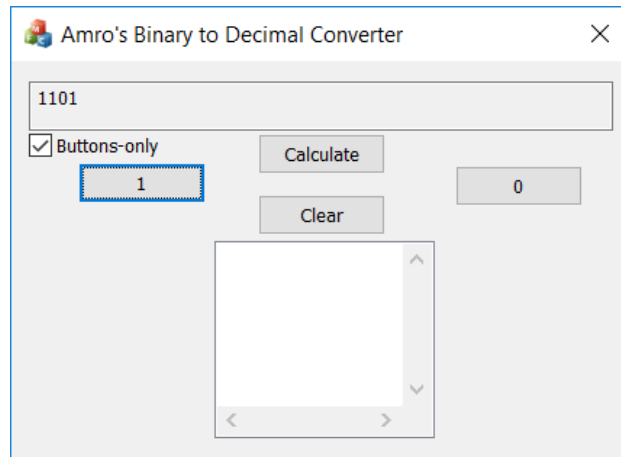 Amro's Binary to Decimal Converter
1101
Buttons-only
Calculate
1
0
Clear